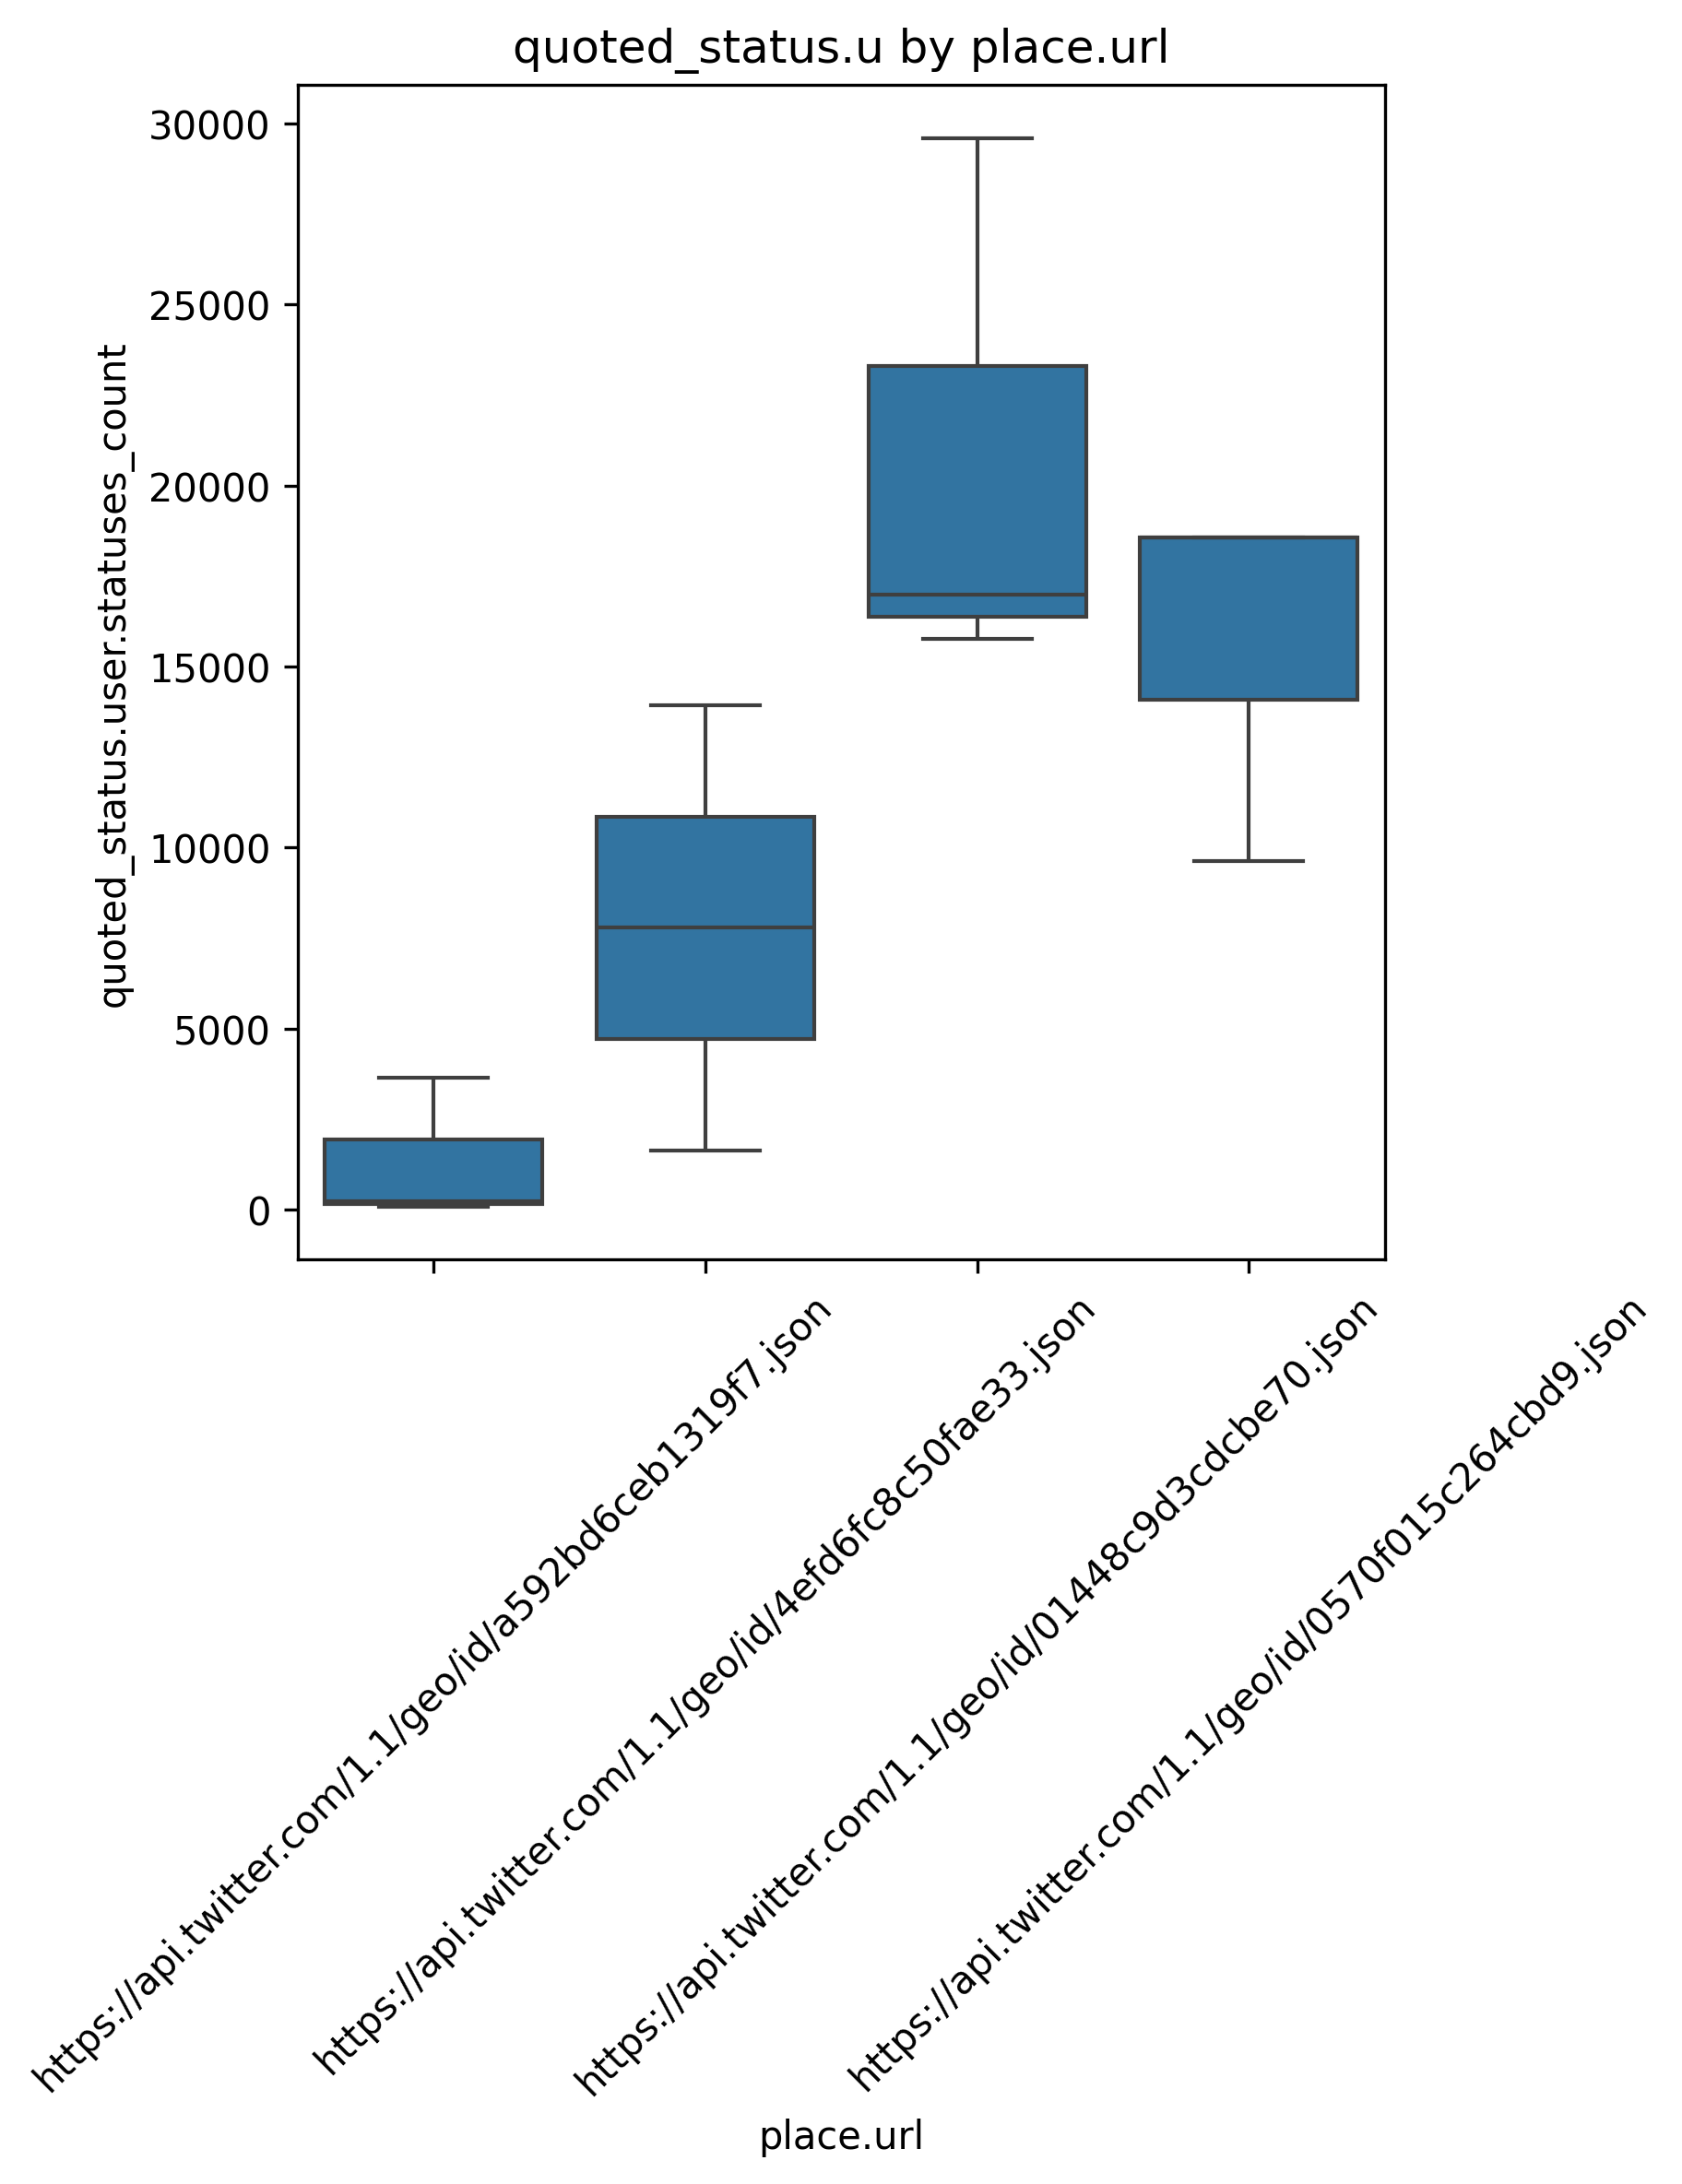 quoted_status.u by place.url
30000
25000
20000
15000
10000
5000
0
quoted_status.user.statuses_count
https://api.twitter.com/1.1/geo/id/a592bd6ceb1319f7.json
https://api.twitter.com/1.1/geo/id/4efd6fc8c50fae33.json
https://api.twitter.com/1.1/geo/id/01448c9d3cdcbe70.json
https://api.twitter.com/1.1/geo/id/0570f015c264cbd9.json
place.url